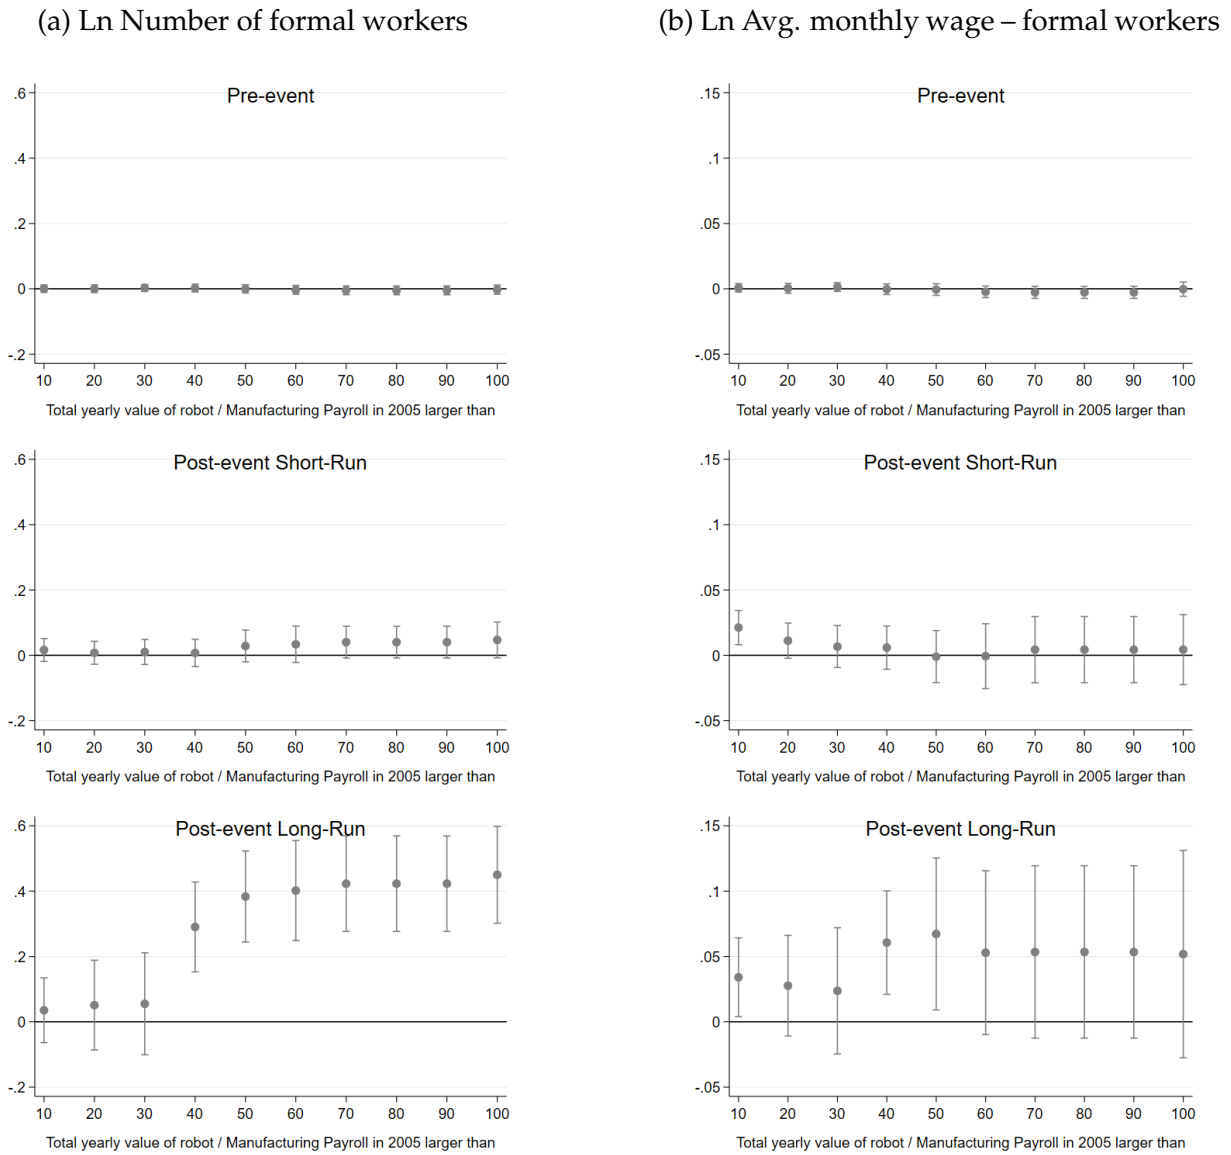 (a) Ln Number of formal workers
(b) Ln Avg. monthly wage – formal workers
Pre-event
.6
.4
.2
0
-.2
10 20 30 40 50 60 70 80 90 100
Total yearly value of robot / Manufacturing Payroll in 2005 larger than
Pre-event
.15
.1
.05
0
-.05
10 20 30 40 50 60 70 80 90 100
Total yearly value of robot / Manufacturing Payroll in 2005 larger than
Post-event Short-Run
.6
.4
.2
0
-.2
10 20 30 40 50 60 70 80 90 100
Total yearly value of robot / Manufacturing Payroll in 2005 larger than
Post-event Short-Run
.15
.1
.05
0
-.05
10 20 30 40 50 60 70 80 90 100
Total yearly value of robot / Manufacturing Payroll in 2005 larger than
Post-event Long-Run
.6
.4
.2
0
-.2
10 20 30 40 50 60 70 80 90 100
Total yearly value of robot / Manufacturing Payroll in 2005 larger than
Post-event Long-Run
.15
.1
.05
0
-.05
10 20 30 40 50 60 70 80 90 100
Total yearly value of robot / Manufacturing Payroll in 2005 larger than